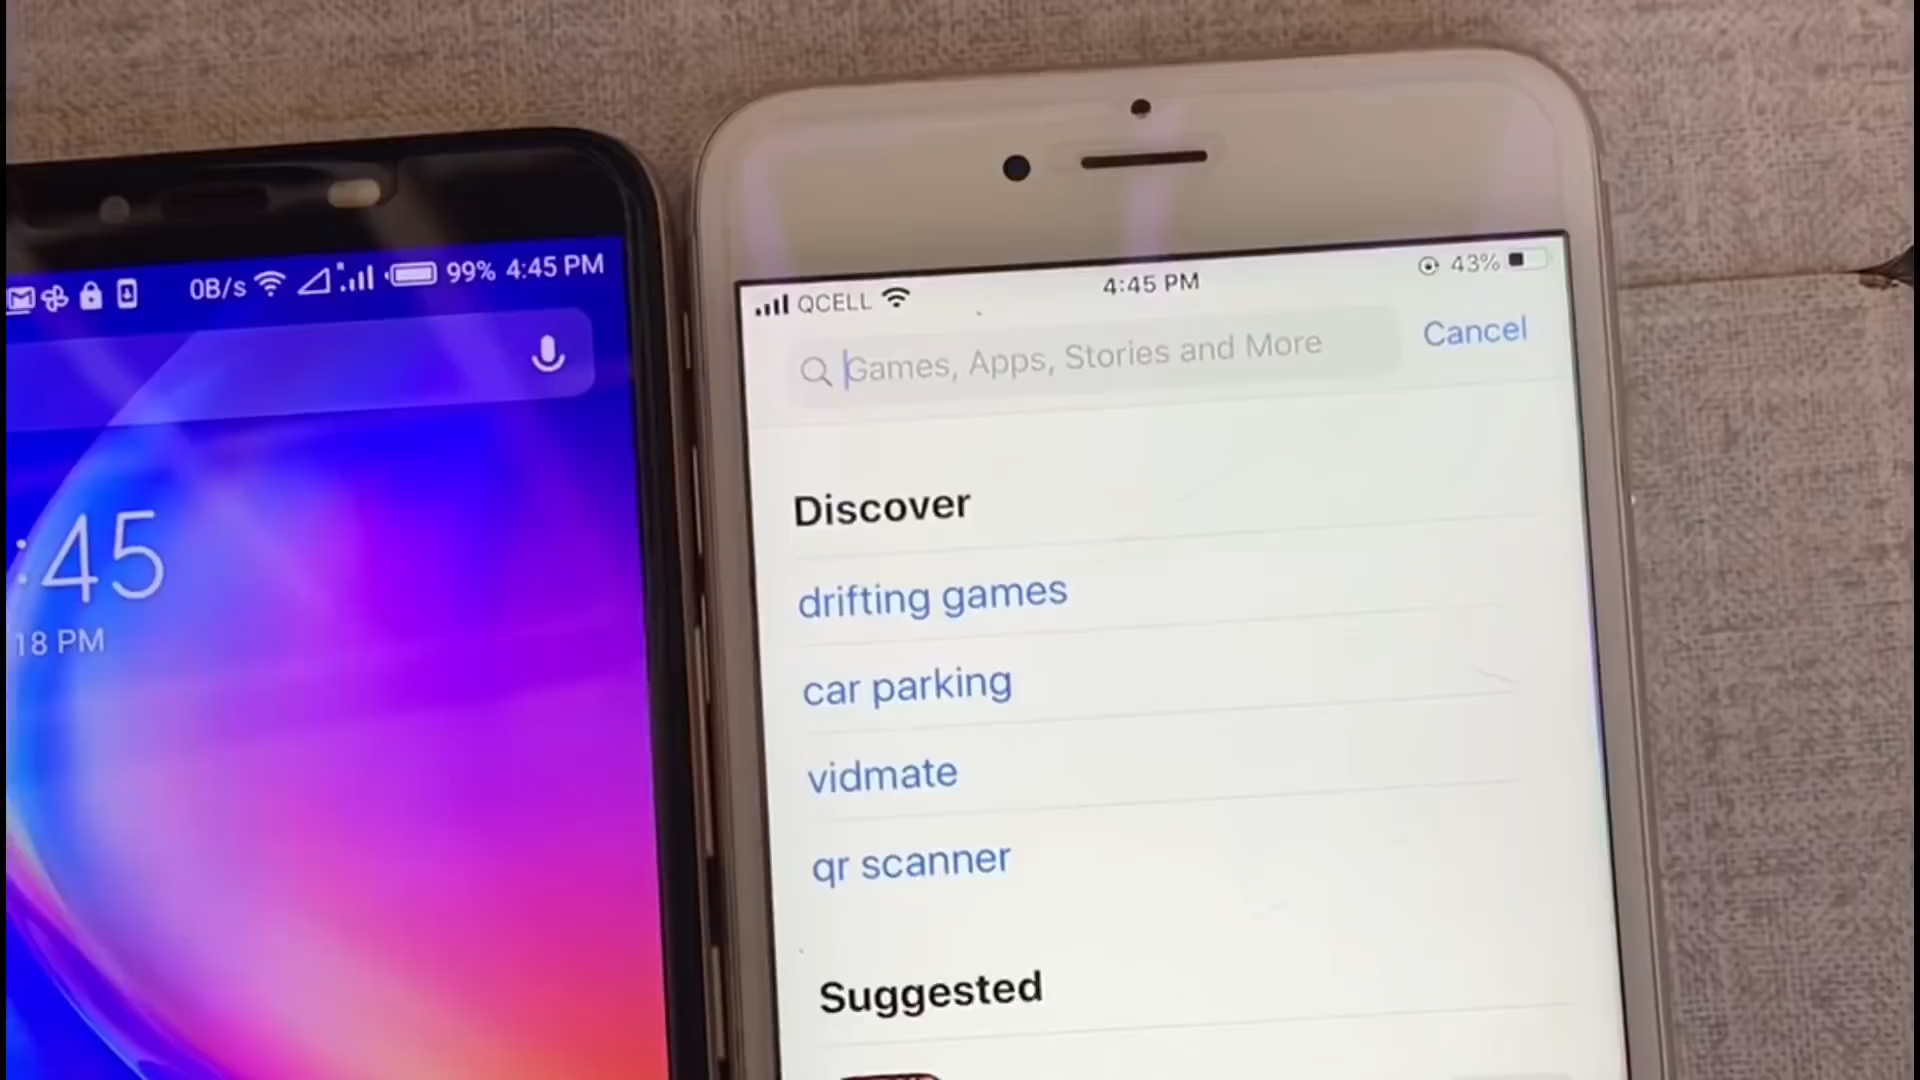 0B/s 99% 4:45 PM
:45
18 PM
QCELL 4:45 PM 43%
Games, Apps, Stories and More Cancel
Discover
drifting games
car parking
vidmate
qr scanner
Suggested